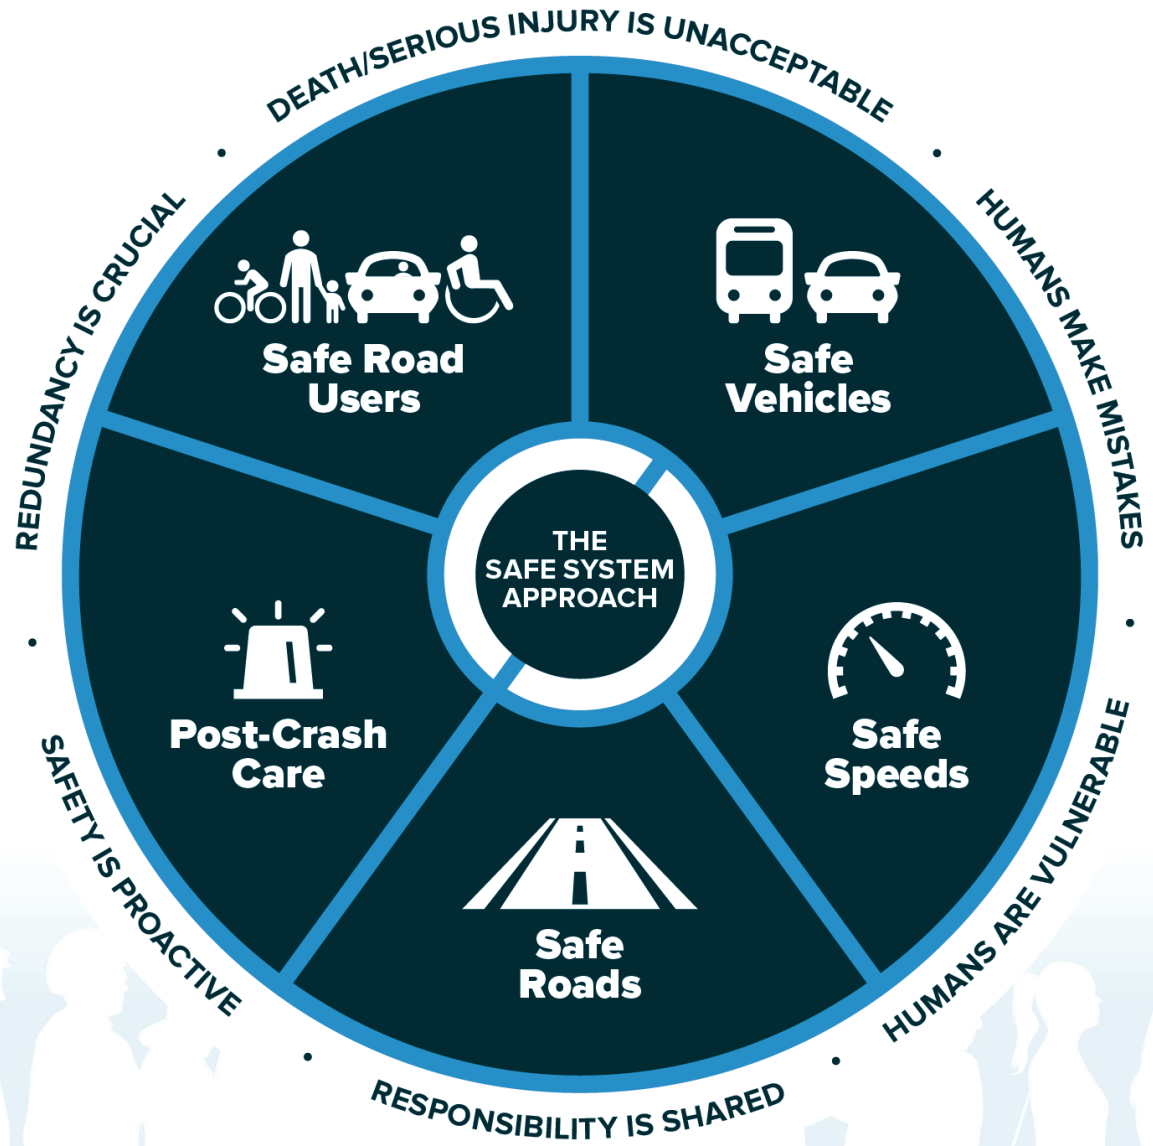 DEATH/SERIOUS INJURY IS UNACCEPTABLE
HUMANS MAKE MISTAKES
HUMANS ARE VULNERABLE
RESPONSIBILITY IS SHARED
SAFETY IS PROACTIVE
REDUNDANCY IS CRUCIAL
Safe Road
Users
Safe
Vehicles
Safe
Speeds
Safe
Roads
Post-Crash
Care
THE
SAFE SYSTEM
APPROACH